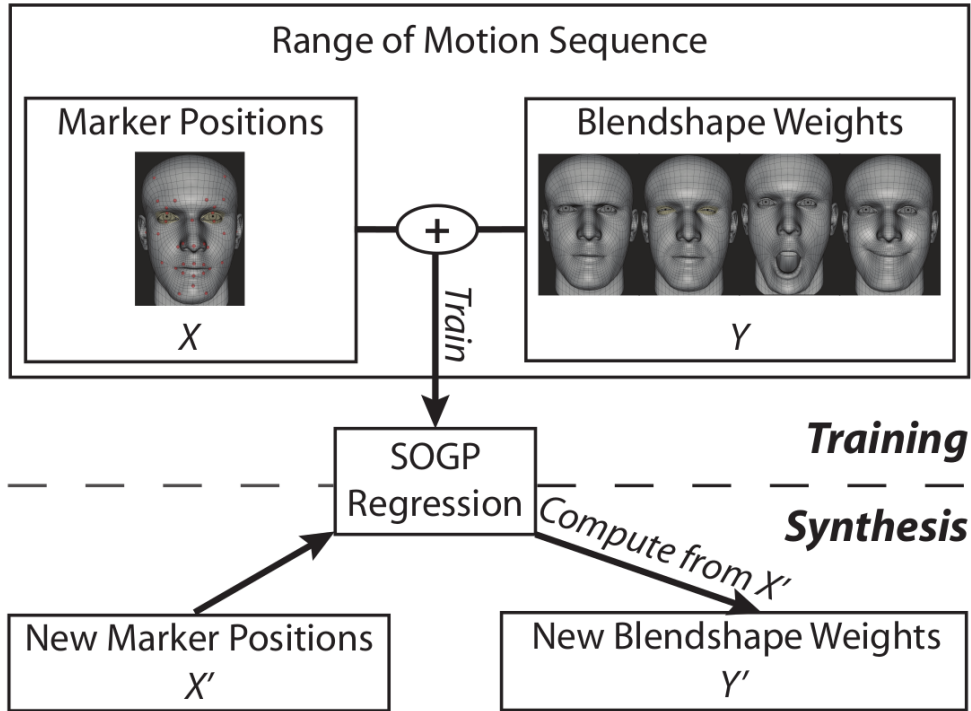 Range of Motion Sequence
Marker Positions
X
Blendshape Weights
Y
+
Train
SOGP
Regression
Training
Synthesis
Compute from X'
New Marker Positions
X'
New Blendshape Weights
Y'